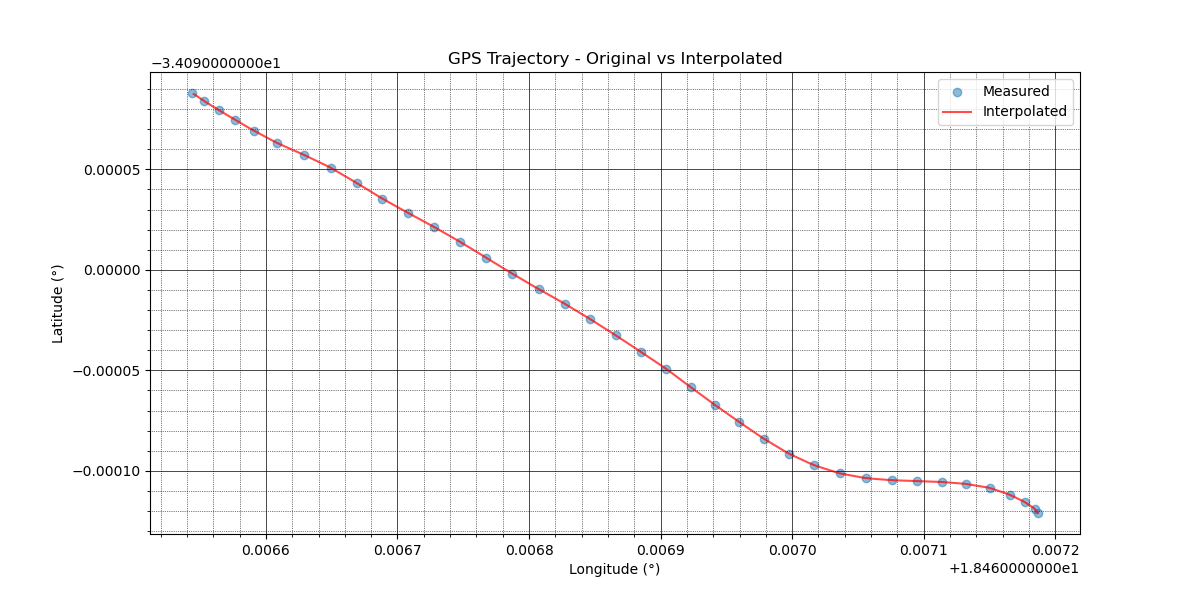 GPS Trajectory - Original vs Interpolated
−3.4090000000e1
Measured
Interpolated
0.00005
0.00000
−0.00005
−0.00010
Latitude (°)
0.0066 0.0067 0.0068 0.0069 0.0070 0.0071 0.0072
Longitude (°)
+1.8460000000e1